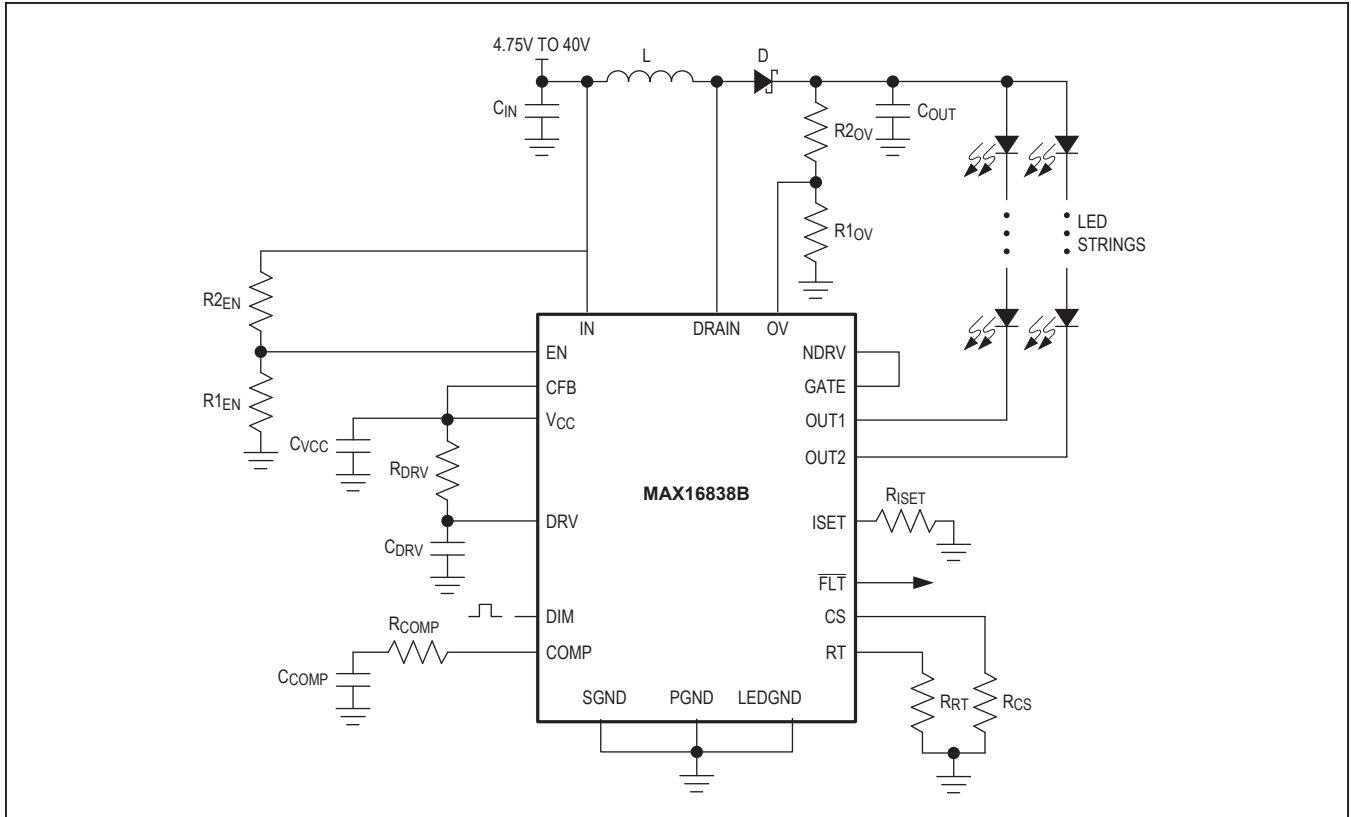 4.75V TO 40V
L
D
CIN
R2OV
COUT
R1OV
LED
STRINGS
R2EN
R1EN
IN
DRAIN
OV
EN
NDRV
CFB
GATE
VCC
OUT1
CVCC
OUT2
RDRV
MAX16838B
RISET
ISET
DRV
CDRV
FLT
DIM
CS
RCOMP
COMP
RT
CCOMP
SGND
PGND
LEDGND
RRT
RCS